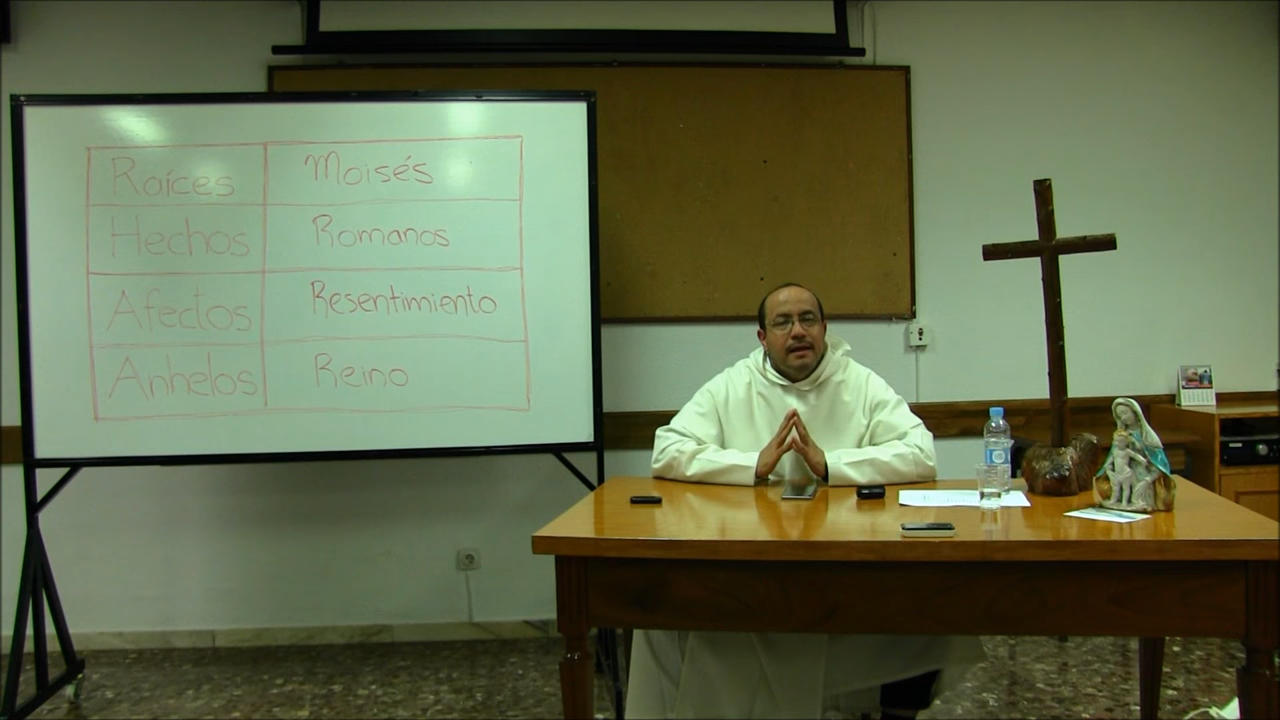 Raíces Moisés
Hechos Romanos
Afectos Resentimiento
Anhelos Reino